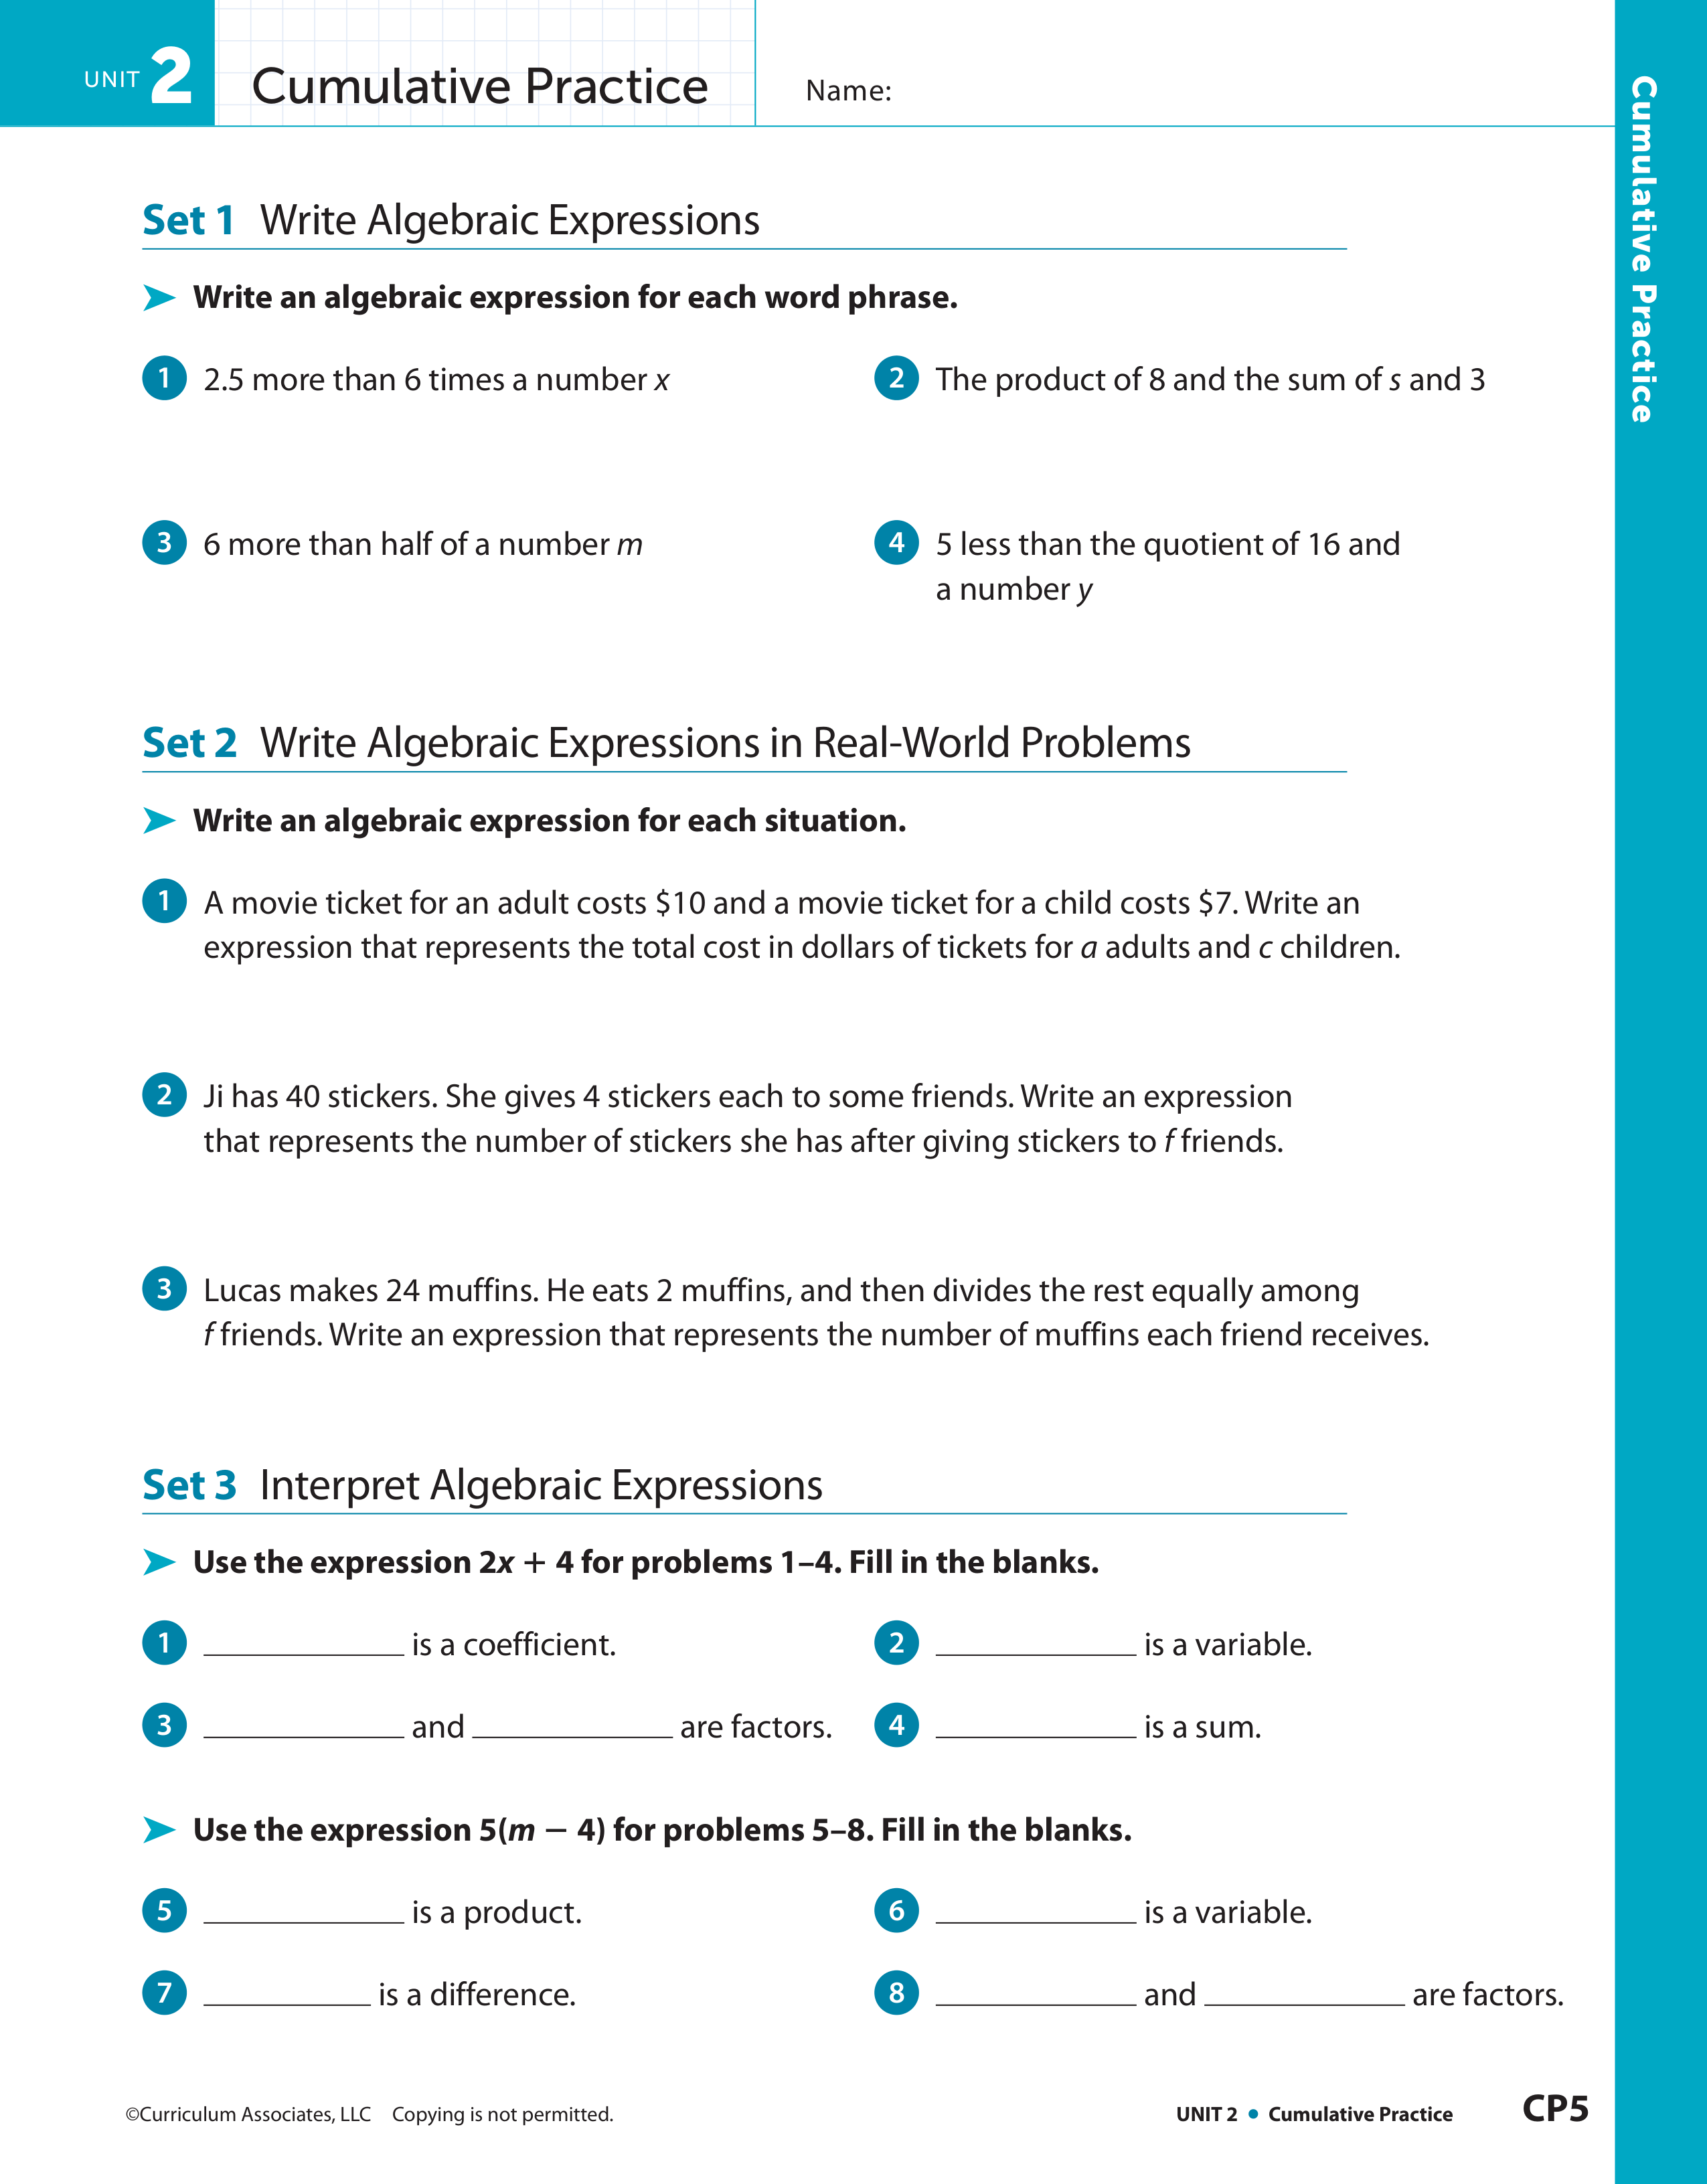 UNIT 2 Cumulative Practice Name:
Cumulative Practice
Set 1 Write Algebraic Expressions
➤ Write an algebraic expression for each word phrase.
1 2.5 more than 6 times a number x
2 The product of 8 and the sum of s and 3
3 6 more than half of a number m
4 5 less than the quotient of 16 and
a number y
Set 2 Write Algebraic Expressions in Real-World Problems
➤ Write an algebraic expression for each situation.
1 A movie ticket for an adult costs $10 and a movie ticket for a child costs $7. Write an
expression that represents the total cost in dollars of tickets for a adults and c children.
2 Ji has 40 stickers. She gives 4 stickers each to some friends. Write an expression
that represents the number of stickers she has after giving stickers to f friends.
3 Lucas makes 24 muffins. He eats 2 muffins, and then divides the rest equally among
f friends. Write an expression that represents the number of muffins each friend receives.
Set 3 Interpret Algebraic Expressions
➤ Use the expression 2x + 4 for problems 1–4. Fill in the blanks.
1 ____________ is a coefficient.
2 ____________ is a variable.
3 ____________ and ____________ are factors.
4 ____________ is a sum.
➤ Use the expression 5(m − 4) for problems 5–8. Fill in the blanks.
5 ____________ is a product.
6 ____________ is a variable.
7 __________ is a difference.
8 ____________ and ____________ are factors.
©Curriculum Associates, LLC Copying is not permitted.
UNIT 2 • Cumulative Practice CP5